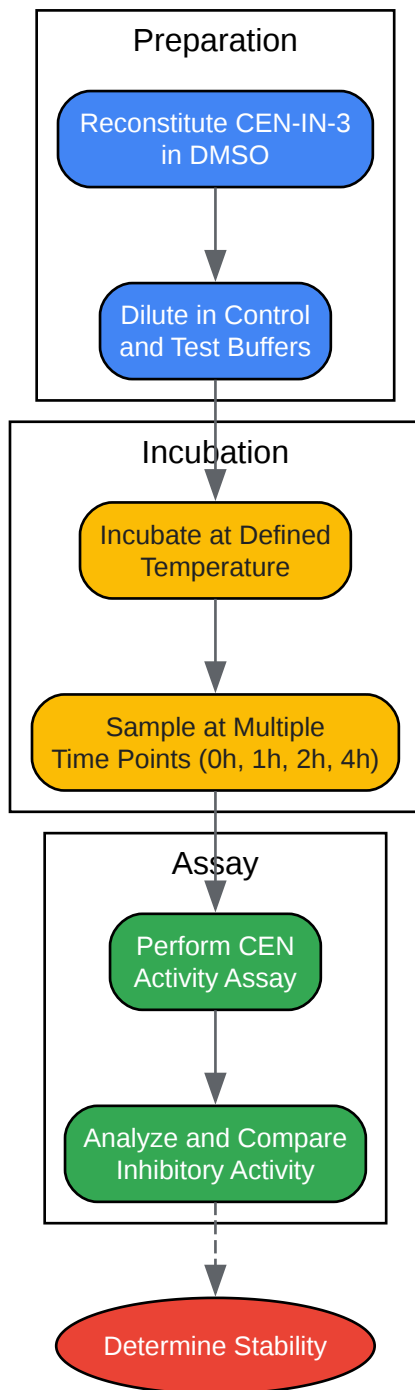 Preparation
Reconstitute CEN-IN-3
in DMSO
Dilute in Control
and Test Buffers
Incubation
Incubate at Defined
Temperature
Sample at Multiple
Time Points (0h, 1h, 2h, 4h)
Assay
Perform CEN
Activity Assay
Analyze and Compare
Inhibitory Activity
Determine Stability